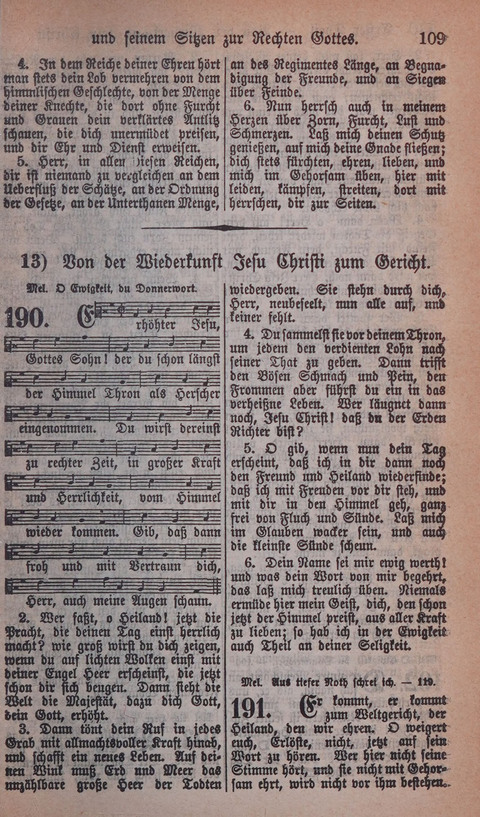 und seinem Sitzen zur Rechten Gottes. 109
4. In dem Reiche deiner Ehren hört
man stets dein Lob vermehren von dem
himmlischen Geschlechte, von der Menge
deiner Knechte, die dort ohne Furcht
und Grauen dein verklärtes Antlitz
schauen, die dich unermüdet preisen,
und dir Ehr und Dienst erweisen.
5. Herr, in allen diesen Reichen,
dir ist niemand zu vergleichen an dem
Ueberfluß der Schätze, an der Ordnung
der Gesetze, an der Unterthanen Menge,
an des Regimentes Länge, an Begna-
digung der Freunde, und an Siegen
über Feinde.
6. Nun herrsch auch in meinem
Herzen über Zorn, Furcht, Lust und
Schmerzen. Laß mich deinen Schutz
genießen, auf mich deine Gnade fließen;
dich stets fürchten, ehren, lieben, und
mich im Gehorsam üben, hier mit
leiden, kämpfen, streiten, dort mit
herrschen, dir zur Seiten.
13) Von der Wiederkunft Jesu Christi zum Gericht.
Mel. O Ewigkeit, du Donnerwort.
190. Erhöhter Jesu,
Gottes Sohn! der du schon längst
der Himmel Thron als Herscher
eingenommen. Du wirst dereinst
zu rechter Zeit, in großer Kraft
und Herrlichkeit, vom Himmel
wieder kommen. Gib, daß dann
froh und mit Vertraun dich,
Herr, auch meine Augen schaun.
2. Wer faßt, o Heiland! jetzt die
Pracht, die deinen Tag einst herrlich
macht? wie groß wirst du dich zeigen,
wenn du auf lichten Wolken einst mit
deiner Engel Heer erscheinst, die jetzt
schon dir sich beugen. Dann sieht die
Welt die Majestät, dazu dich Gott,
dein Gott, erhöht.
3. Dann tönt dein Ruf in jedes
Grab mit allmachtsvoller Kraft hinab,
und schafft ein neues Leben. Auf dei-
nen Wink muß Erd und Meer das
unzählbare große Heer der Todten
wiedergeben. Sie stehn durch dich,
Herr, neubeseelt, nun alle auf, und
keiner fehlt.
4. Du sammelst sie vor deinem Thron,
um jedem den verdienten Lohn nach
seiner That zu geben. Dann trifft
den Bösen Schmach und Pein, den
Frommen aber führst du ein in das
verheißne Leben. Wer läugnet dann
noch, Jesu Christ! daß du der Erden
Richter bist?
5. O gib, wenn nun dein Tag
erscheint, daß ich in dir dann noch
den Freund und Heiland wiederfinde;
daß ich mit Freuden vor dir steh, und
mit dir in den Himmel geh, ganz
frei von Fluch und Sünde. Laß mich
im Glauben wacker sein, und auch
die kleinste Sünde scheun.
6. Dein Name sei mir ewig werth!
und was dein Wort von mir begehrt,
das laß mich treulich üben. Niemals
ermüde hier mein Geist, dich, den schon
jetzt der Himmel preist, aus aller Kraft
zu lieben; so hab ich in der Ewigkeit
auch Theil an deiner Seligkeit.
Mel. Aus tiefer Noth schrei ich. — 119.
191. Er kommt, er kommt
zum Weltgericht, der
Heiland, den wir ehren. O weigert
euch, Erlöste, nicht, jetzt auf sein
Wort zu hören. Wer hier nicht seine
Stimme hört, und sie nicht mit Gehor-
sam ehrt, wird nicht vor ihm bestehen.